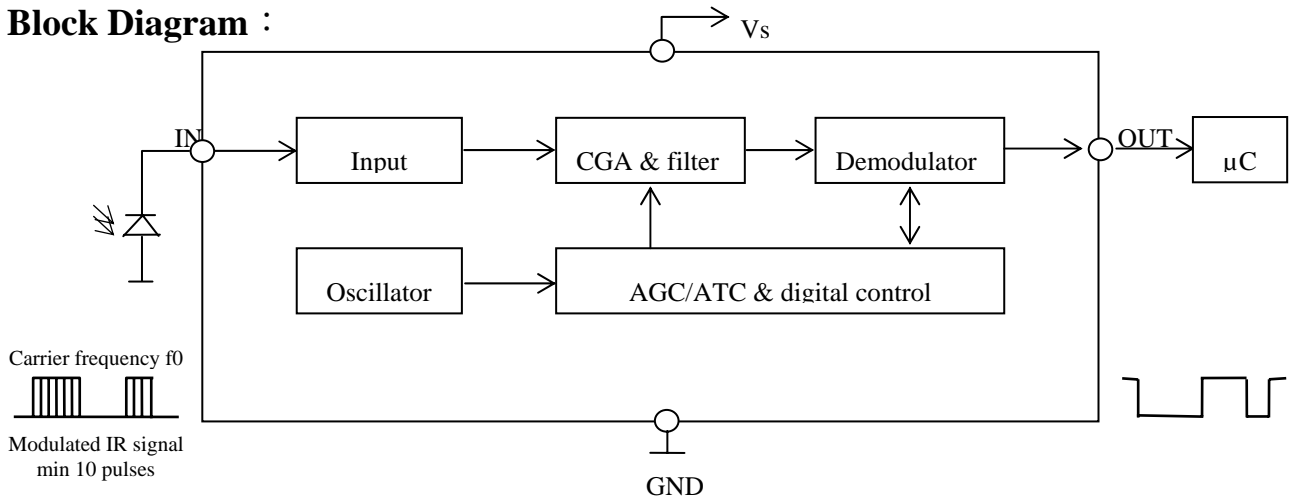 Block Diagram：
Vs
IN
Input
CGA & filter
Demodulator
OUT
µC
Oscillator
AGC/ATC & digital control
Carrier frequency f0
Modulated IR signal
min 10 pulses
GND